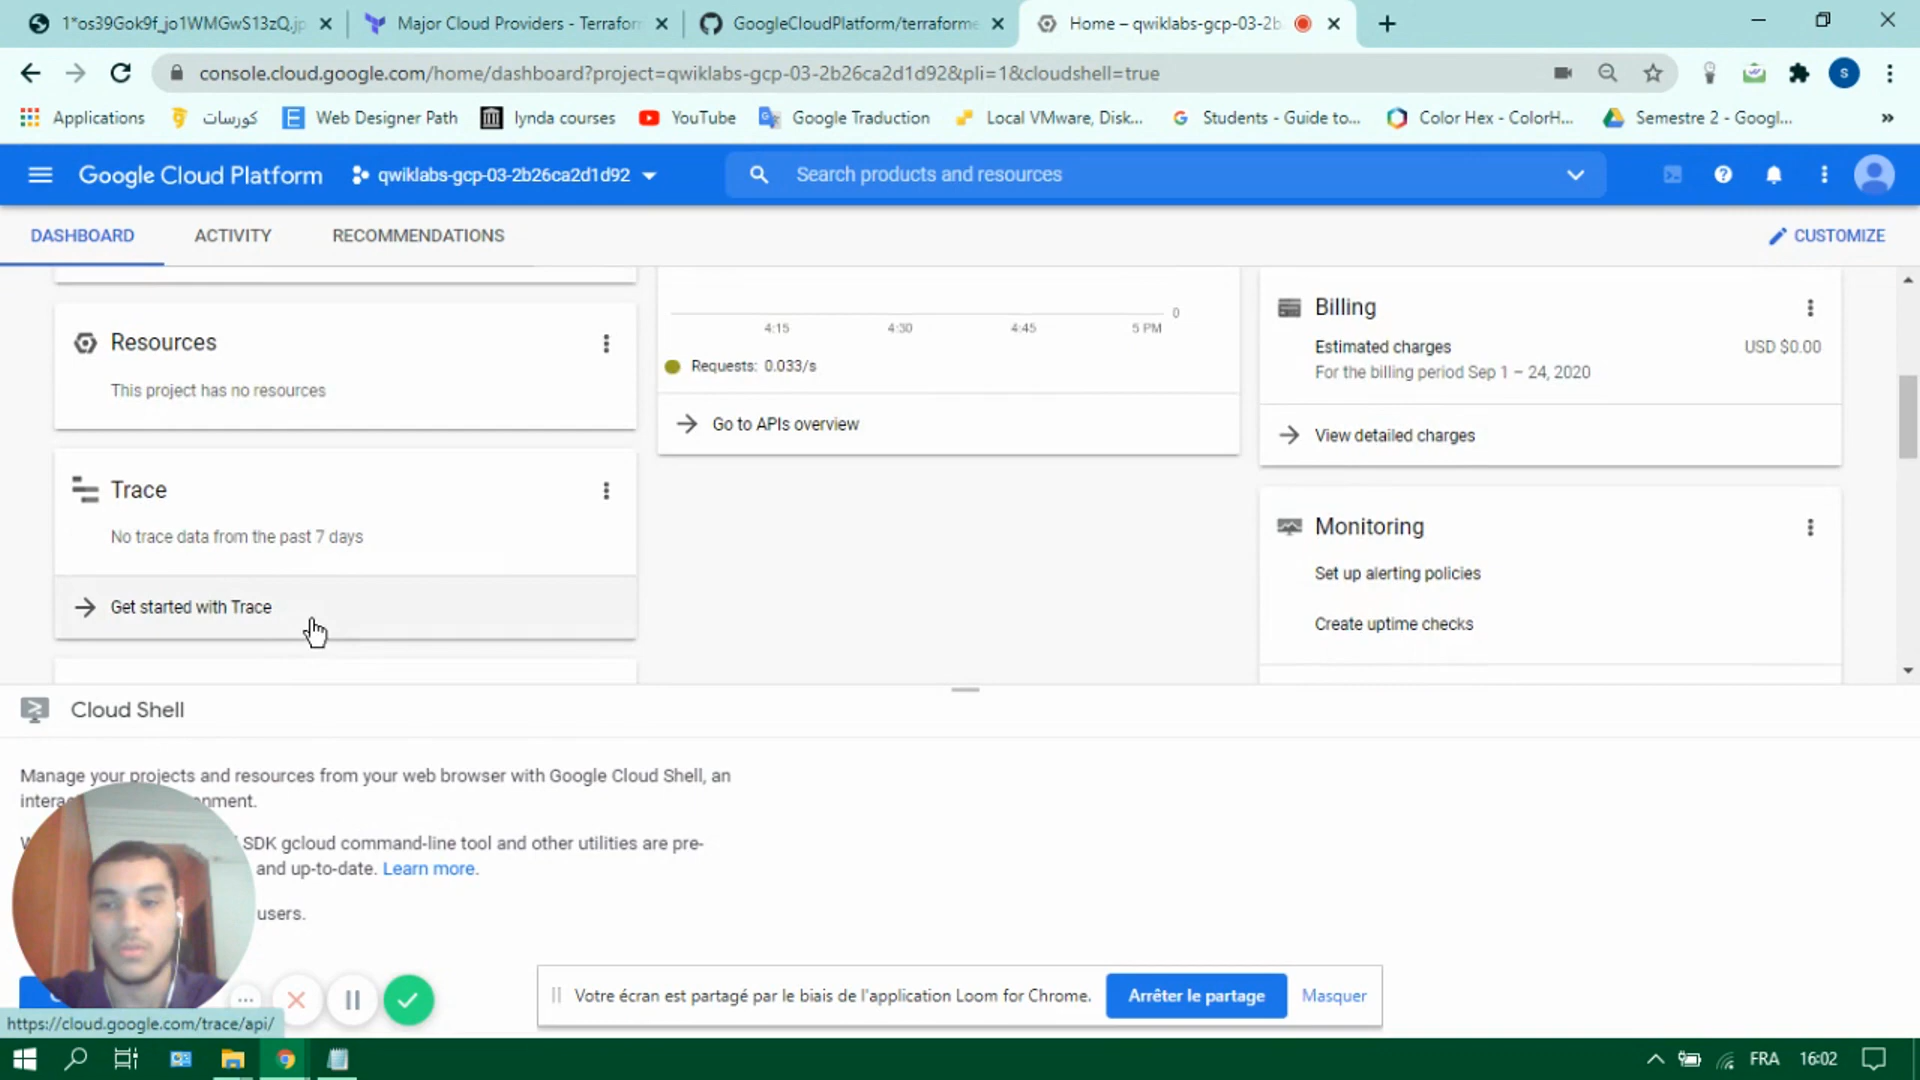 1*os39Gok9f_jo1WMGwS13zQ.jp
Major Cloud Providers - Terrafor
GoogleCloudPlatform/terraforme
Home – qwiklabs-gcp-03-2b
console.cloud.google.com/home/dashboard?project=qwiklabs-gcp-03-2b26ca2d1d92&pli=1&cloudshell=true
S
Applications
كورسات
Web Designer Path
lynda courses
YouTube
Google Traduction
Local VMware, Disk...
Students - Guide to...
Color Hex - ColorH...
Semestre 2 - Googl...
»
Google Cloud Platform
qwiklabs-gcp-03-2b26ca2d1d92
Search products and resources
DASHBOARD
ACTIVITY
RECOMMENDATIONS
CUSTOMIZE
Resources
This project has no resources
Trace
No trace data from the past 7 days
Get started with Trace
0
4:15
4:30
4:45
5 PM
Requests: 0.033/s
Go to APIs overview
Billing
Estimated charges
USD $0.00
For the billing period Sep 1 – 24, 2020
View detailed charges
Monitoring
Set up alerting policies
Create uptime checks
Cloud Shell
Manage your projects and resources from your web browser with Google Cloud Shell, an
SDK gcloud command-line tool and other utilities are pre-
and up-to-date. Learn more.
users.
Votre écran est partagé par le biais de l'application Loom for Chrome.
Arrêter le partage
Masquer
https://cloud.google.com/trace/api/
FRA
16:02